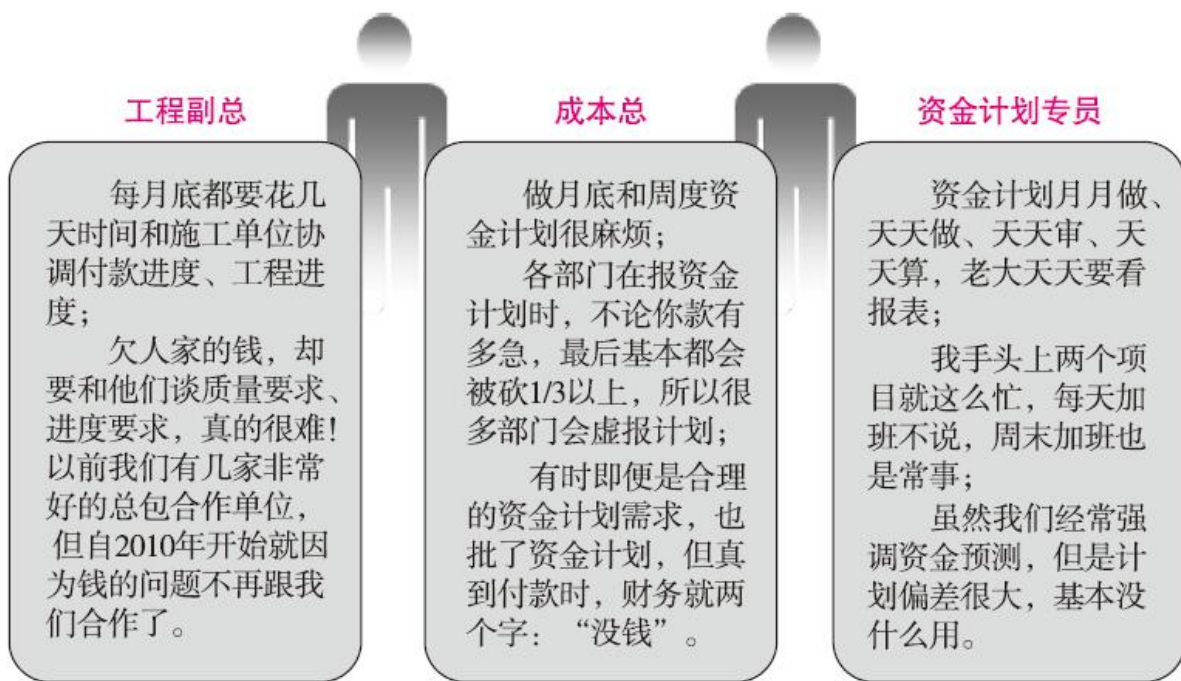 工程副总
每月底都要花几
天时间和施工单位协
调付款进度、工程进
度；
欠人家的钱，却
要和他们谈质量要求、
进度要求，真的很难！
以前我们有几家非常
好的总包合作单位，
但自2010年开始就因
为钱的问题不再跟我
们合作了。
成本总
做月底和周度资
金计划很麻烦；
各部门在报资金
计划时，不论你款有
多急，最后基本都会
被砍1/3以上，所以很
多部门会虚报计划；
有时即便是合理
的资金计划需求，也
批了资金计划，但真
到付款时，财务就两
个字：“没钱”。
资金计划专员
资金计划月月做、
天天做、天天审、天
天算，老大天天要看
报表；
我手头上两个项
目就这么忙，每天加
班不说，周末加班也
是常事；
虽然我们经常强
调资金预测，但是计
划偏差很大，基本没
什么用。